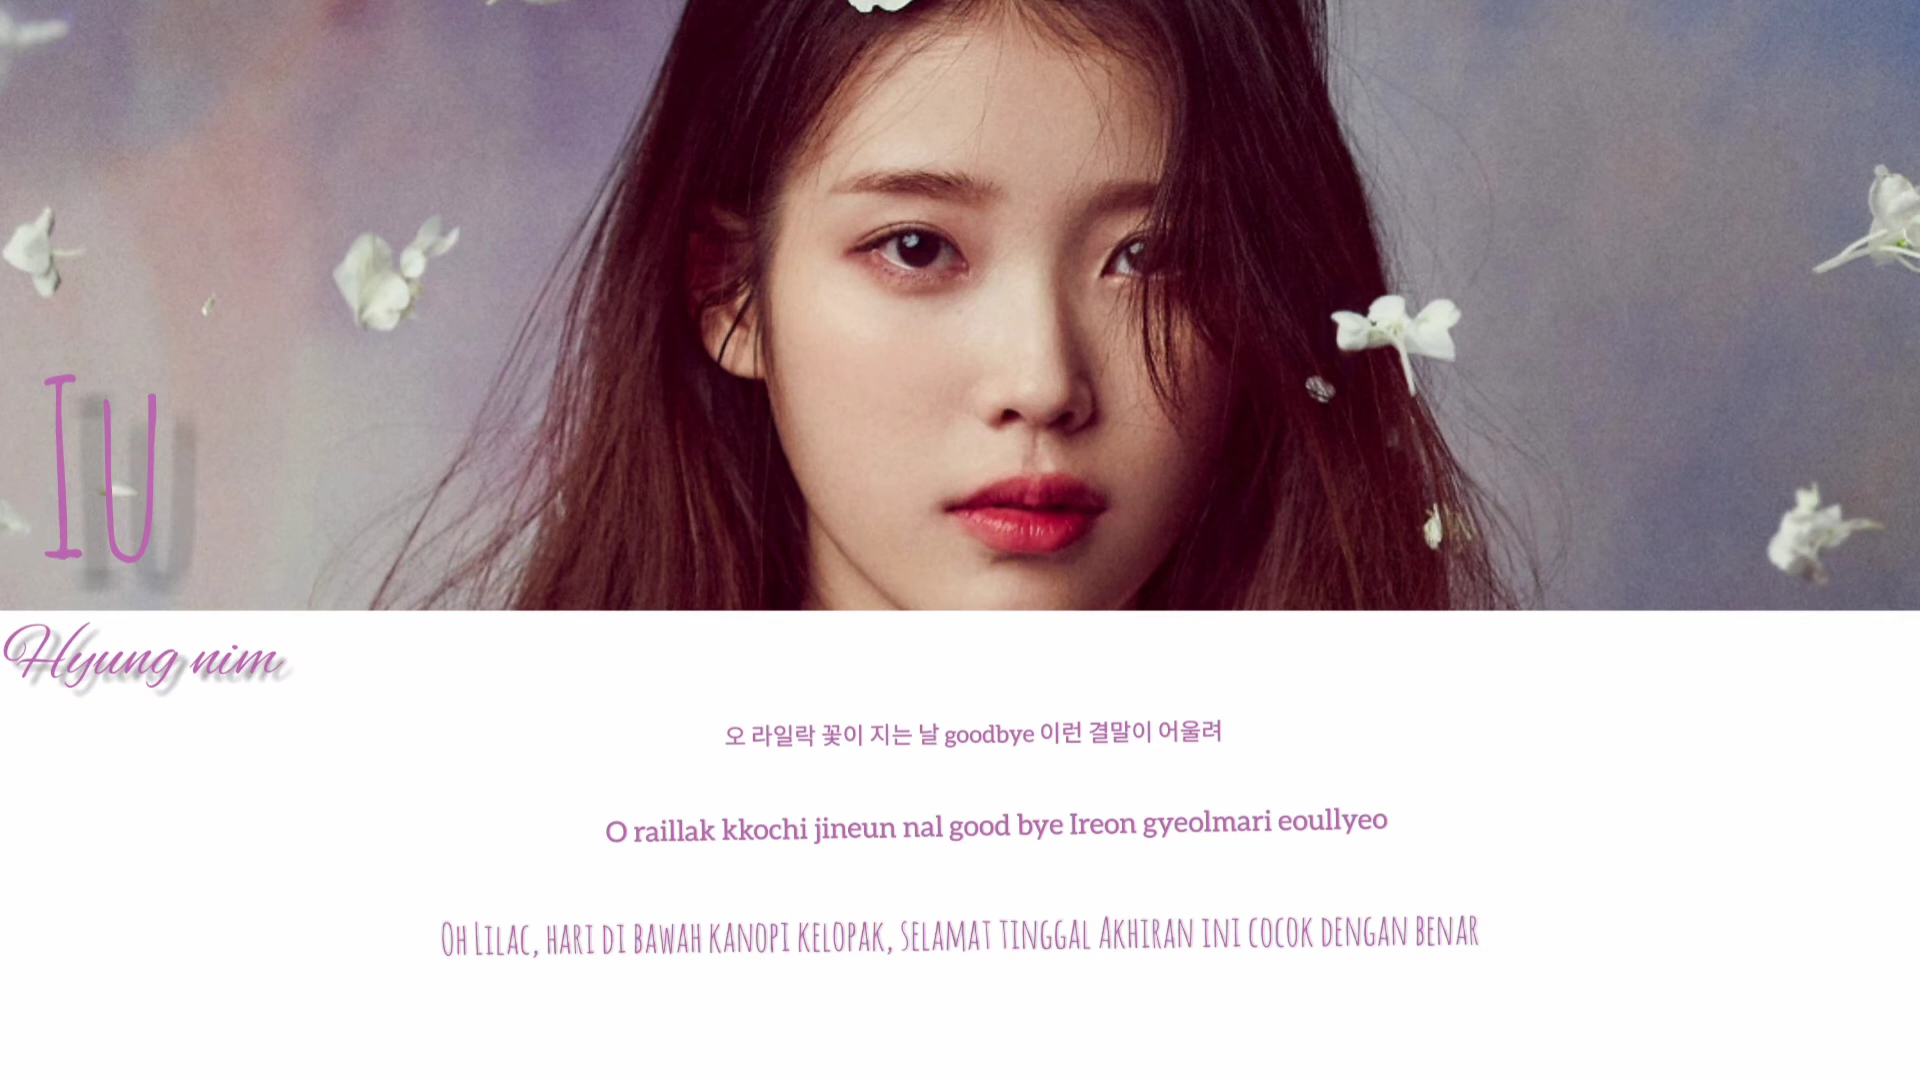 IU
Hyung nim
오 라일락 꽃이 지는 날 goodbye 이런 결말이 어울려
O raillak kkochi jineun nal good bye Ireon gyeolmari eoullyeo
Oh Lilac, hari di bawah kanopi kelopak, selamat tinggal Akhiran ini cocok dengan benar